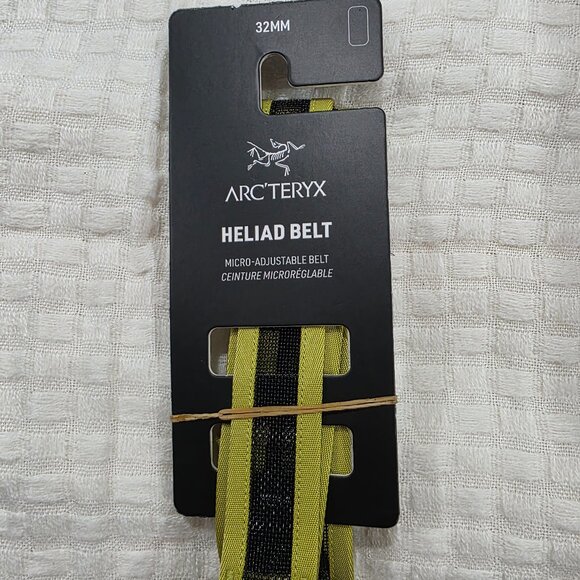 32MM
ARC'TERYX
HELIAD BELT
MICRO-ADJUSTABLE BELT
CEINTURE MICRORÉGLABLE